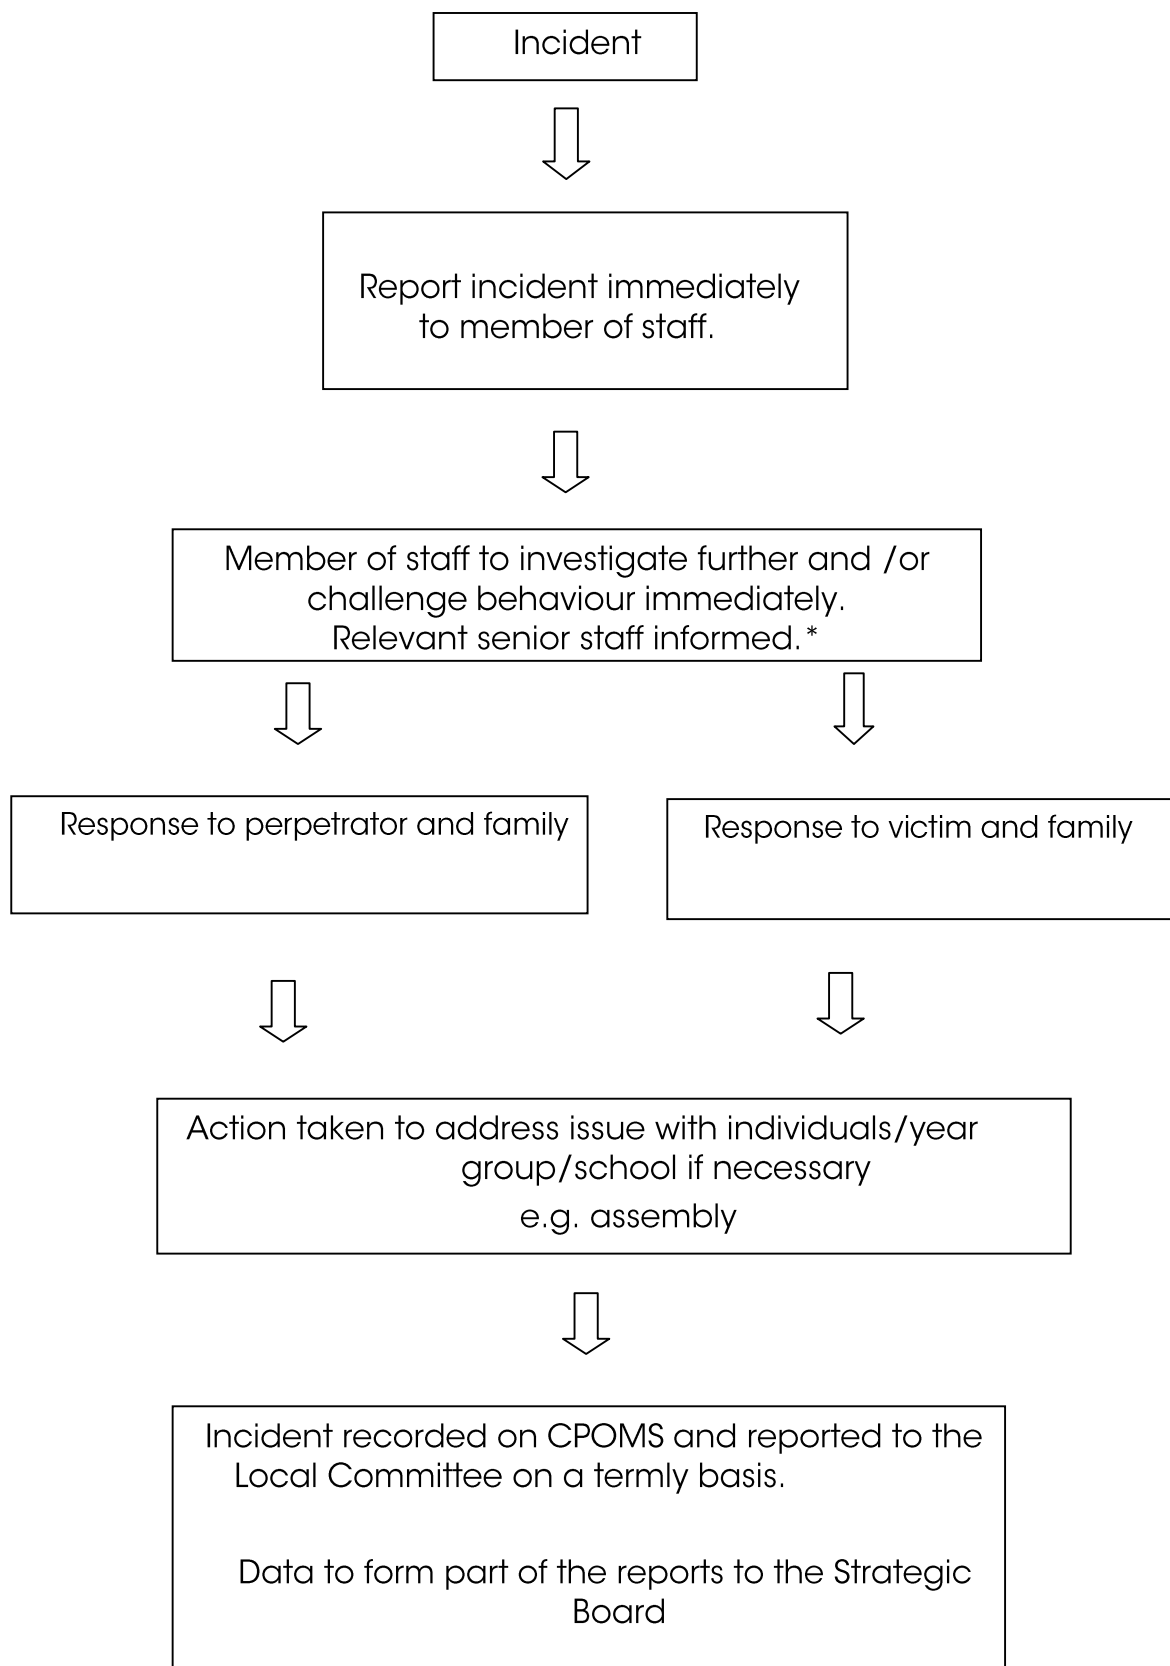 Incident
Report incident immediately
to member of staff.
Member of staff to investigate further and /or
challenge behaviour immediately.
Relevant senior staff informed.*
Response to perpetrator and family
Response to victim and family
Action taken to address issue with individuals/year
group/school if necessary
e.g. assembly
Incident recorded on CPOMS and reported to the
Local Committee on a termly basis.
Data to form part of the reports to the Strategic
Board